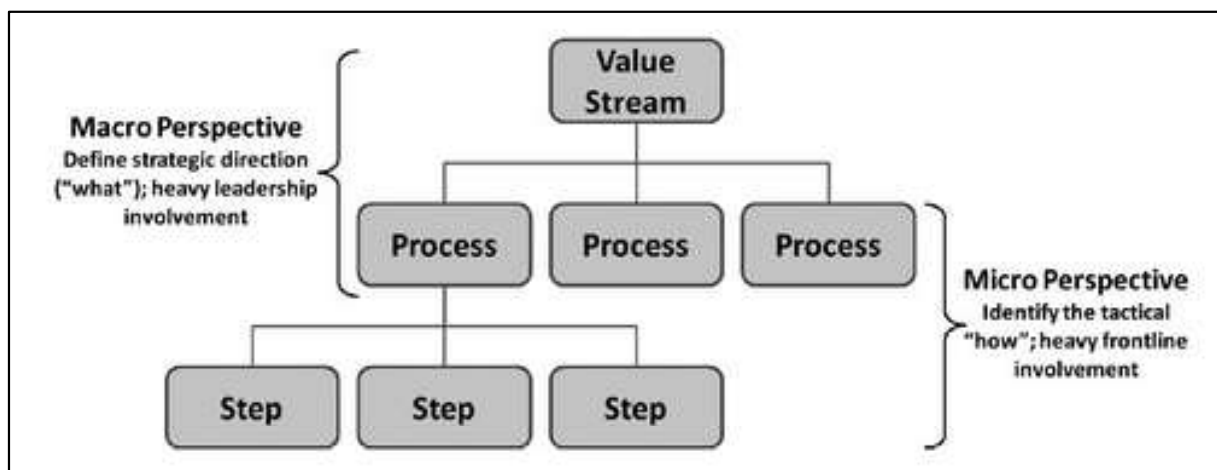 Value
Stream
Macro Perspective
Define strategic direction
(“what”); heavy leadership
involvement
Process
Process
Process
Micro Perspective
Identify the tactical
“how”; heavy frontline
involvement
Step
Step
Step